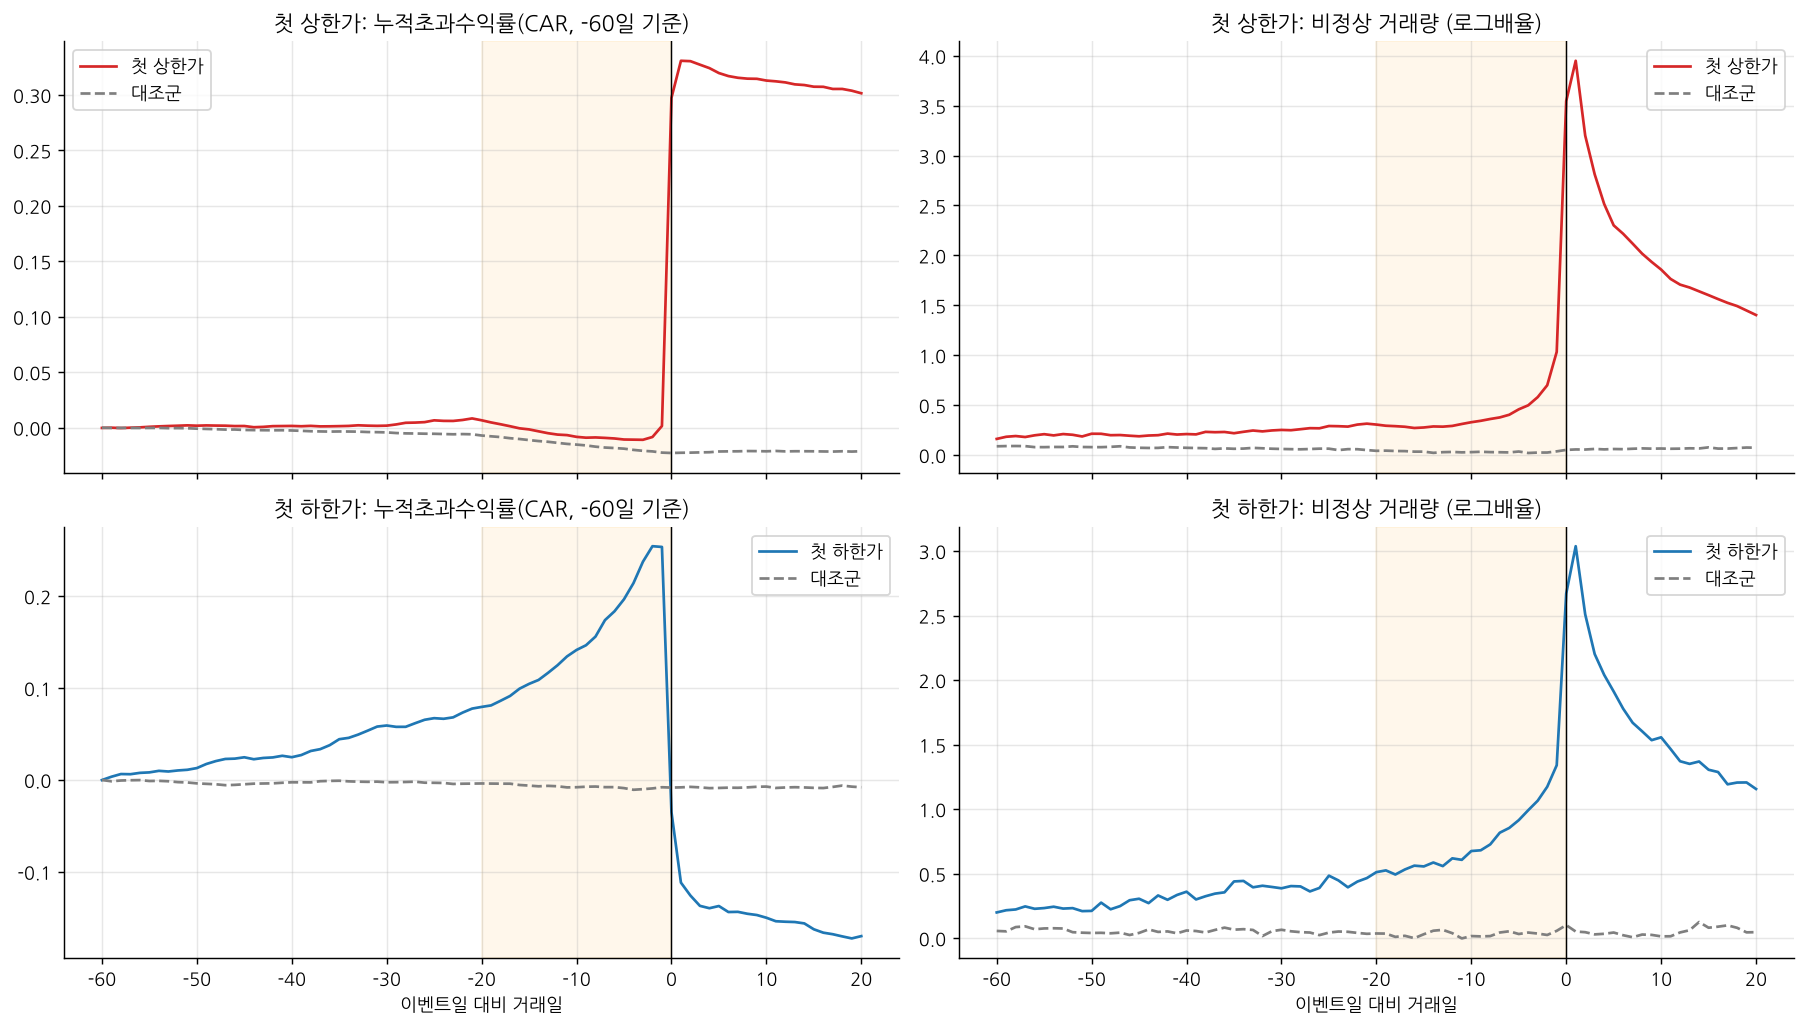 첫 상한가: 누적초과수익률(CAR, -60일 기준)
첫 상한가
대조군
0.30
0.25
0.20
0.15
0.10
0.05
0.00
첫 상한가: 비정상 거래량 (로그배율)
첫 상한가
대조군
4.0
3.5
3.0
2.5
2.0
1.5
1.0
0.5
0.0
첫 하한가: 누적초과수익률(CAR, -60일 기준)
첫 하한가
대조군
0.2
0.1
0.0
-0.1
-60 -50 -40 -30 -20 -10 0 10 20
이벤트일 대비 거래일
첫 하한가: 비정상 거래량 (로그배율)
첫 하한가
대조군
3.0
2.5
2.0
1.5
1.0
0.5
0.0
-60 -50 -40 -30 -20 -10 0 10 20
이벤트일 대비 거래일